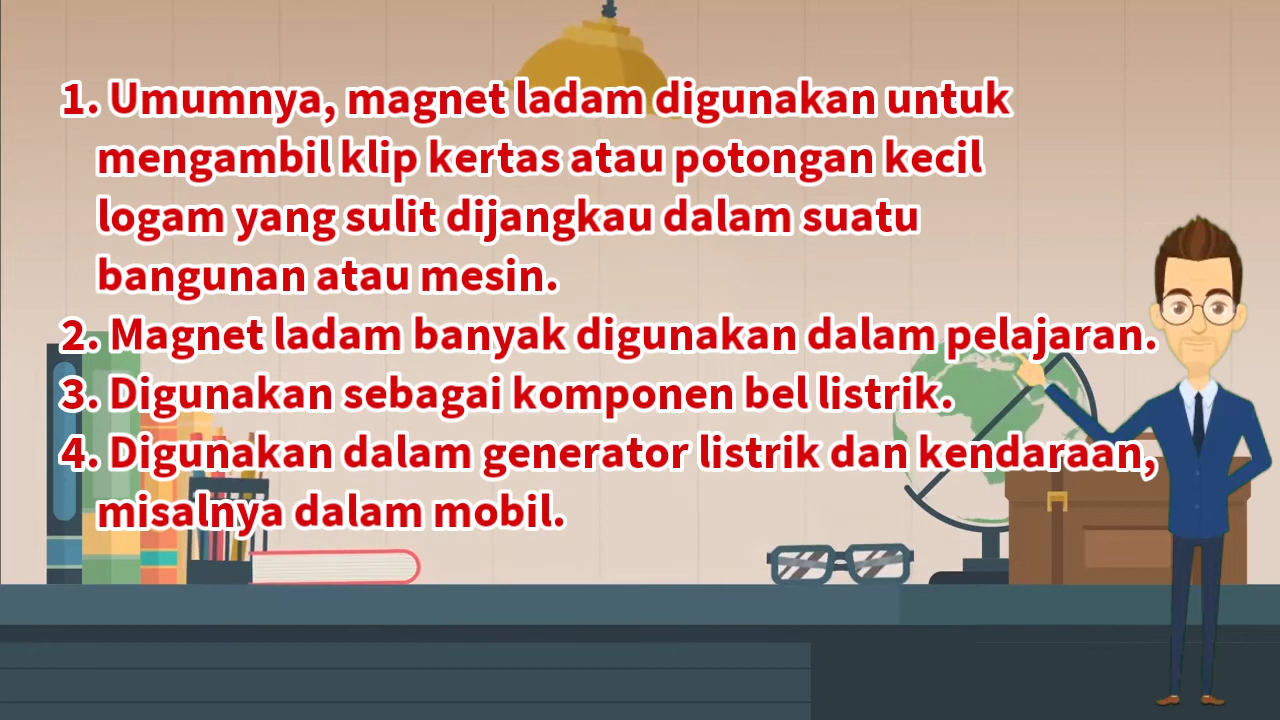 1. Umumnya, magnet ladam digunakan untuk
mengambil klip kertas atau potongan kecil
logam yang sulit dijangkau dalam suatu
bangunan atau mesin.
2. Magnet ladam banyak digunakan dalam pelajaran.
3. Digunakan sebagai komponen bel listrik.
4. Digunakan dalam generator listrik dan kendaraan,
misalnya dalam mobil.